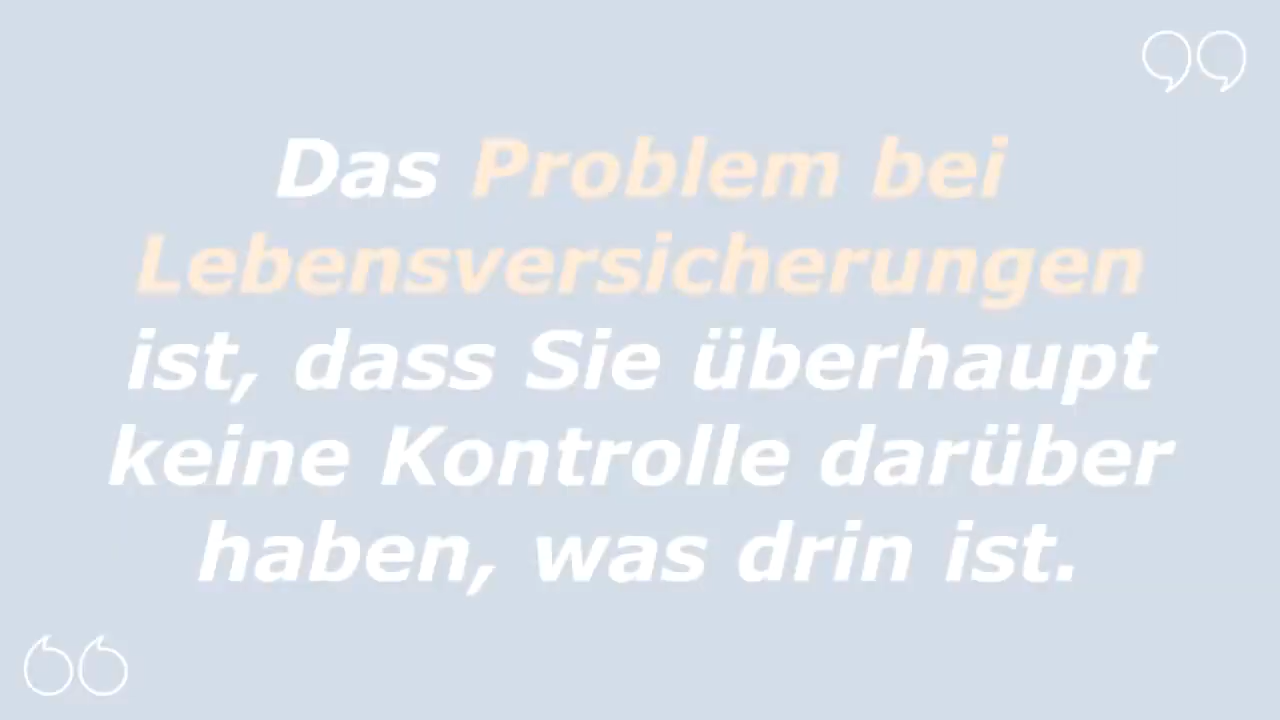 Das Problem bei
Lebensversicherungen
ist, dass Sie überhaupt
keine Kontrolle darüber
haben, was drin ist.